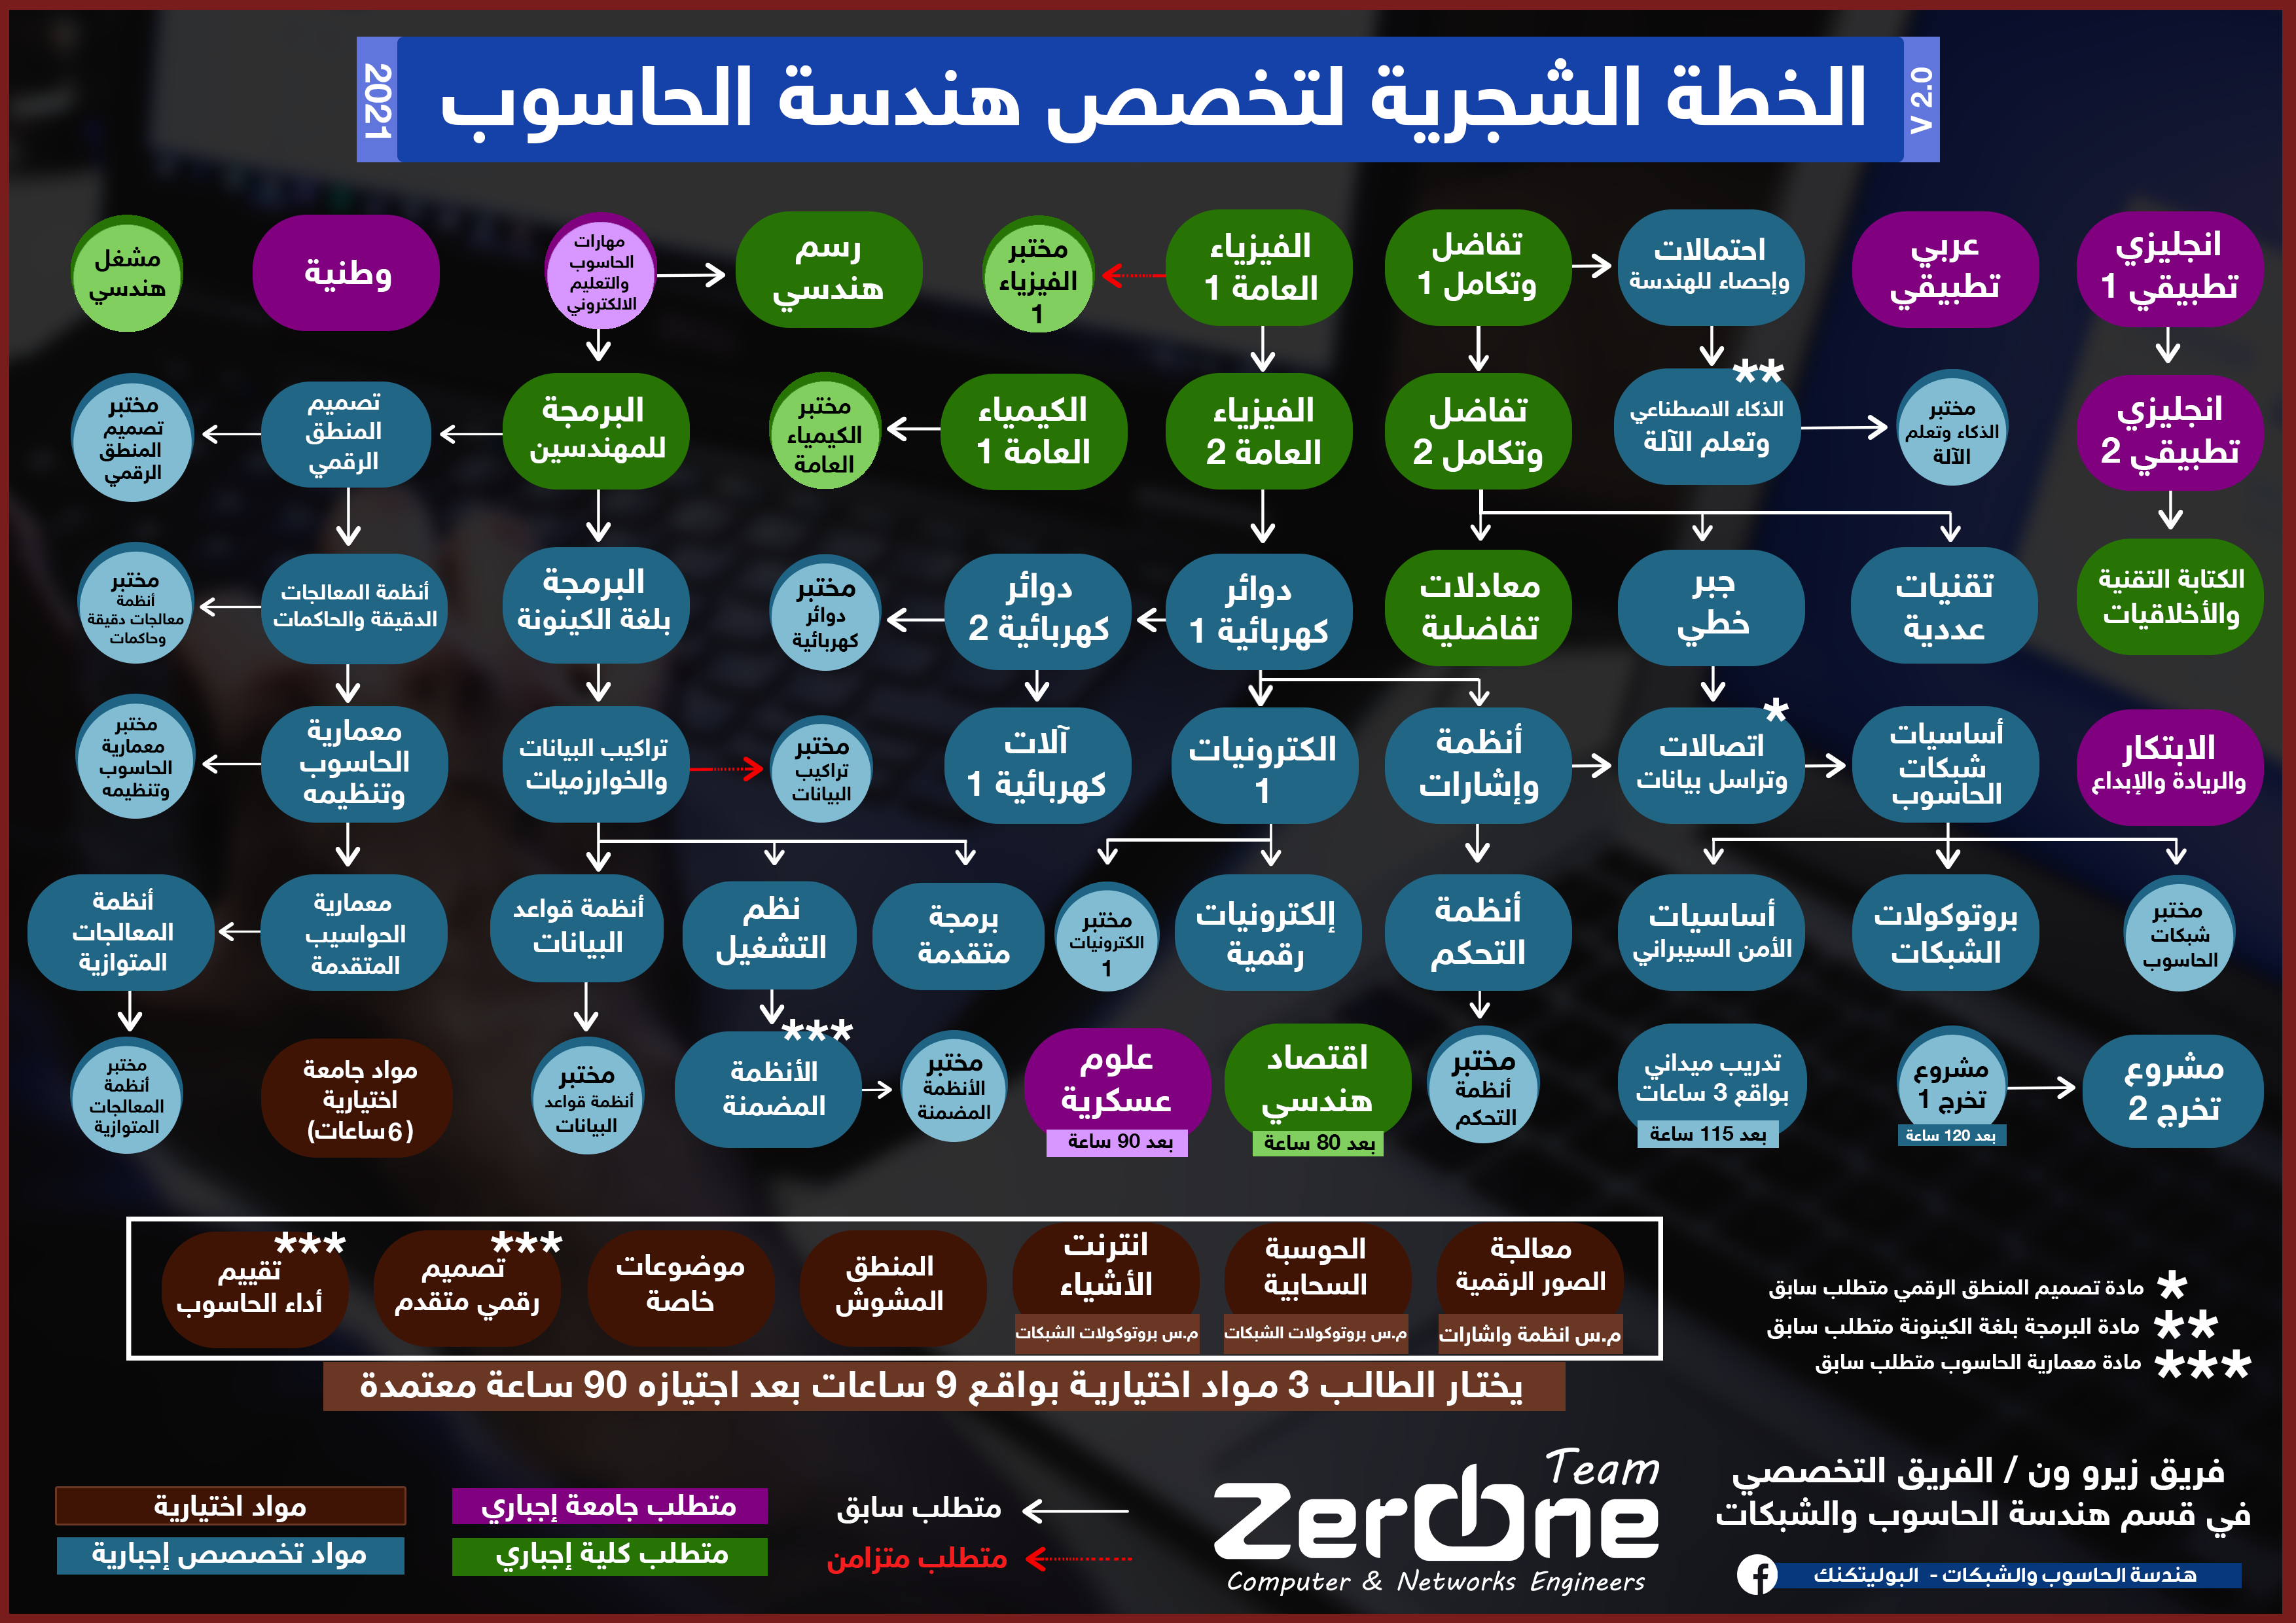 V 2.0
الخطة الشجرية لتخصص هندسة الحاسوب
2021
انجليزي
تطبيقي 1
عربي
تطبيقي
احتمالات
وإحصاء للهندسة
تفاضل
وتكامل 1
الفيزياء
العامة 1
مختبر
الفيزياء
1
رسم
هندسي
مهارات
الحاسوب
والتعليم
الالكتروني
وطنية
مشغل
هندسي
انجليزي
تطبيقي 2
مختبر
الذكاء وتعلم
الآلة
**
الذكاء الاصطناعي
وتعلم الآلة
تفاضل
وتكامل 2
الفيزياء
العامة 2
الكيمياء
العامة 1
مختبر
الكيمياء
العامة
البرمجة
للمهندسين
تصميم
المنطق
الرقمي
مختبر
تصميم
المنطق
الرقمي
الكتابة التقنية
والأخلاقيات
تقنيات
عددية
جبر
خطي
معادلات
تفاضلية
دوائر
كهربائية 1
دوائر
كهربائية 2
مختبر
دوائر
كهربائية
البرمجة
بلغة الكينونة
أنظمة المعالجات
الدقيقة والحاكمات
مختبر
أنظمة
معالجات دقيقة
وحاكمات
الابتكار
والريادة والإبداع
أساسيات
شبكات
الحاسوب
*
اتصالات
وتراسل بيانات
أنظمة
وإشارات
الكترونيات
1
آلات
كهربائية 1
مختبر
تراكيب
البيانات
تراكيب البيانات
والخوارزميات
معمارية
الحاسوب
وتنظيمه
مختبر
معمارية
الحاسوب
وتنظيمه
مختبر
شبكات
الحاسوب
بروتوكولات
الشبكات
أساسيات
الأمن السيبراني
أنظمة
التحكم
إلكترونيات
رقمية
مختبر
الكترونيات
1
برمجة
متقدمة
نظم
التشغيل
أنظمة قواعد
البيانات
معمارية
الحواسيب
المتقدمة
أنظمة
المعالجات
المتوازية
مشروع
تخرج 2
مشروع
تخرج 1
بعد 120 ساعة
تدريب ميداني
بواقع 3 ساعات
بعد 115 ساعة
مختبر
أنظمة
التحكم
اقتصاد
هندسي
بعد 80 ساعة
علوم
عسكرية
بعد 90 ساعة
مختبر
الأنظمة
المضمنة
***
الأنظمة
المضمنة
مختبر
أنظمة قواعد
البيانات
مواد جامعة
اختيارية
(6 ساعات)
مختبر
أنظمة
المعالجات
المتوازية
معالجة
الصور الرقمية
م.س انظمة واشارات
الحوسبة
السحابية
م.س بروتوكولات الشبكات
انترنت
الأشياء
م.س بروتوكولات الشبكات
المنطق
المشوش
موضوعات
خاصة
***
تصميم
رقمي متقدم
***
تقييم
أداء الحاسوب
يختار الطالب 3 مواد اختيارية بواقع 9 ساعات بعد اجتيازه 90 ساعة معتمدة
* مادة تصميم المنطق الرقمي متطلب سابق
** مادة البرمجة بلغة الكينونة متطلب سابق
*** مادة معمارية الحاسوب متطلب سابق
فريق زيرو ون / الفريق التخصصي
في قسم هندسة الحاسوب والشبكات
هندسة الحاسوب والشبكات - البوليتكنك
Team
ZerOne
Computer & Networks Engineers
متطلب سابق
متطلب متزامن
متطلب جامعة إجباري
متطلب كلية إجباري
مواد اختيارية
مواد تخصصص إجبارية